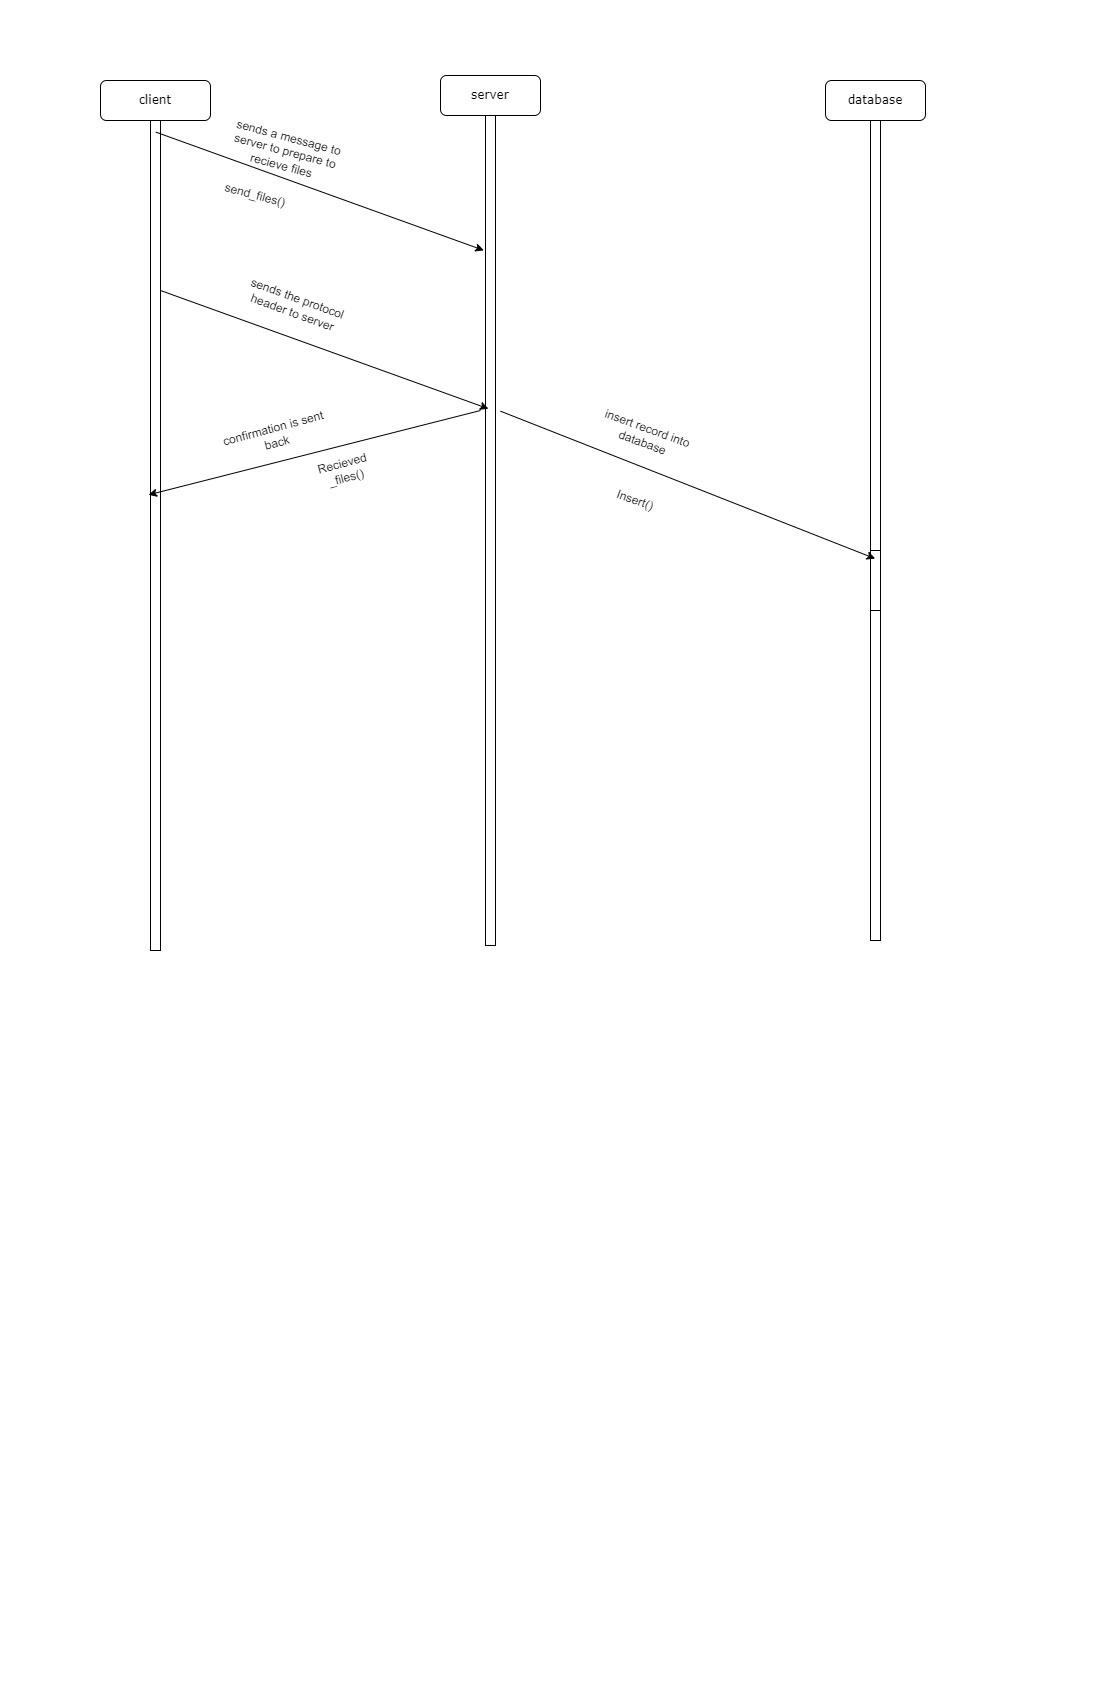 client
server
database
sends a message to
server to prepare to
recieve files
send_files()
sends the protocol
header to server
confirmation is sent
back
Recieved
_files()
insert record into
database
Insert()